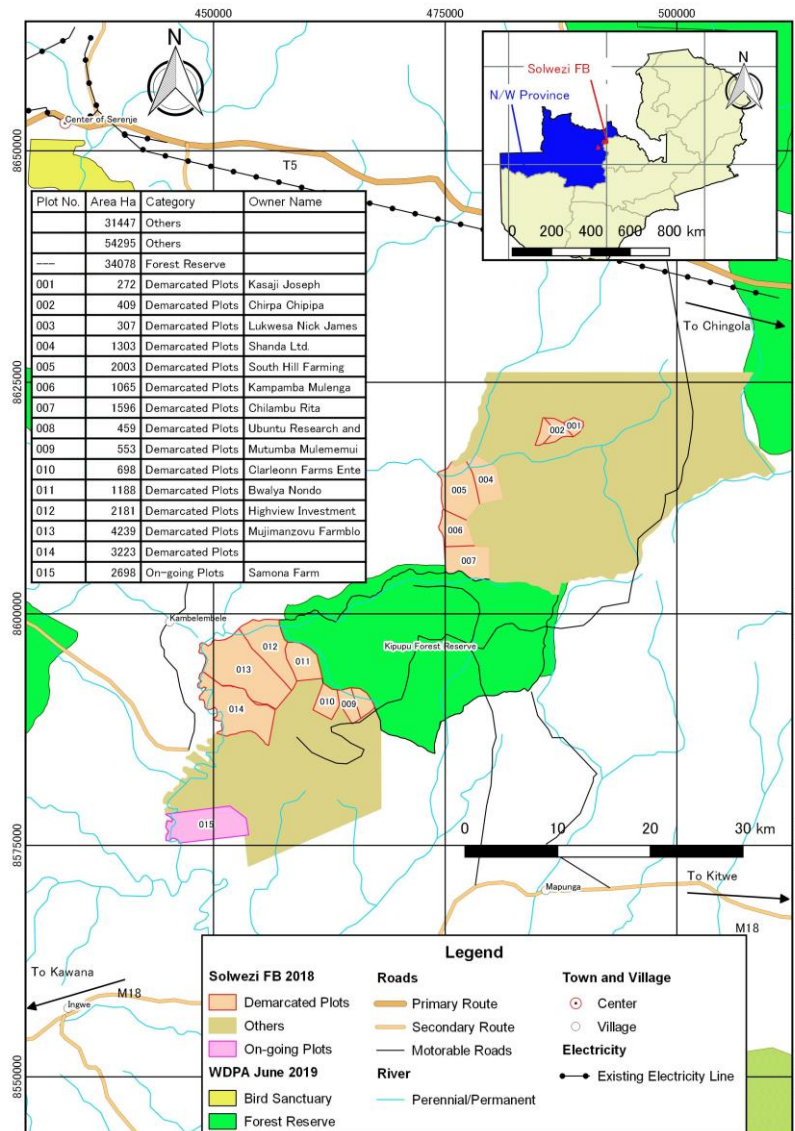 450000 475000 500000
N
Center of Serenje
T5
8650000
8625000
8600000
8575000
8550000
Solwezi FB
N/W Province
N
0 200 400 600 800 km
Plot No. Area Ha Category Owner Name
31447 Others
54295 Others
--- 34078 Forest Reserve
001 272 Demarcated Plots Kasaji Joseph
002 409 Demarcated Plots Chirpa Chipipa
003 307 Demarcated Plots Lukwesa Nick James
004 1303 Demarcated Plots Shanda Ltd.
005 2003 Demarcated Plots South Hill Farming
006 1065 Demarcated Plots Kampamba Mulenga
007 1596 Demarcated Plots Chilambu Rita
008 459 Demarcated Plots Ubuntu Research and
009 553 Demarcated Plots Mutumba Mulememui
010 698 Demarcated Plots Clarleonn Farms Ente
011 1188 Demarcated Plots Bwalya Nondo
012 2181 Demarcated Plots Highview Investment
013 4239 Demarcated Plots Mujimanzovu Farmblo
014 3223 Demarcated Plots
015 2698 On-going Plots Samona Farm
To Chingola
002 001
004
005
006
007
Kambelembele
Kipupu Forest Reserve
012
011
013
010
009
014
015
0 10 20 30 km
To Kitwe
Mapunga
M18
To Kawana
M18
Ingwe
Legend
Solwezi FB 2018
Demarcated Plots
Others
On-going Plots
WDPA June 2019
Bird Sanctuary
Forest Reserve
Roads
Primary Route
Secondary Route
Motorable Roads
River
Perennial/Permanent
Town and Village
Center
Village
Electricity
Existing Electricity Line